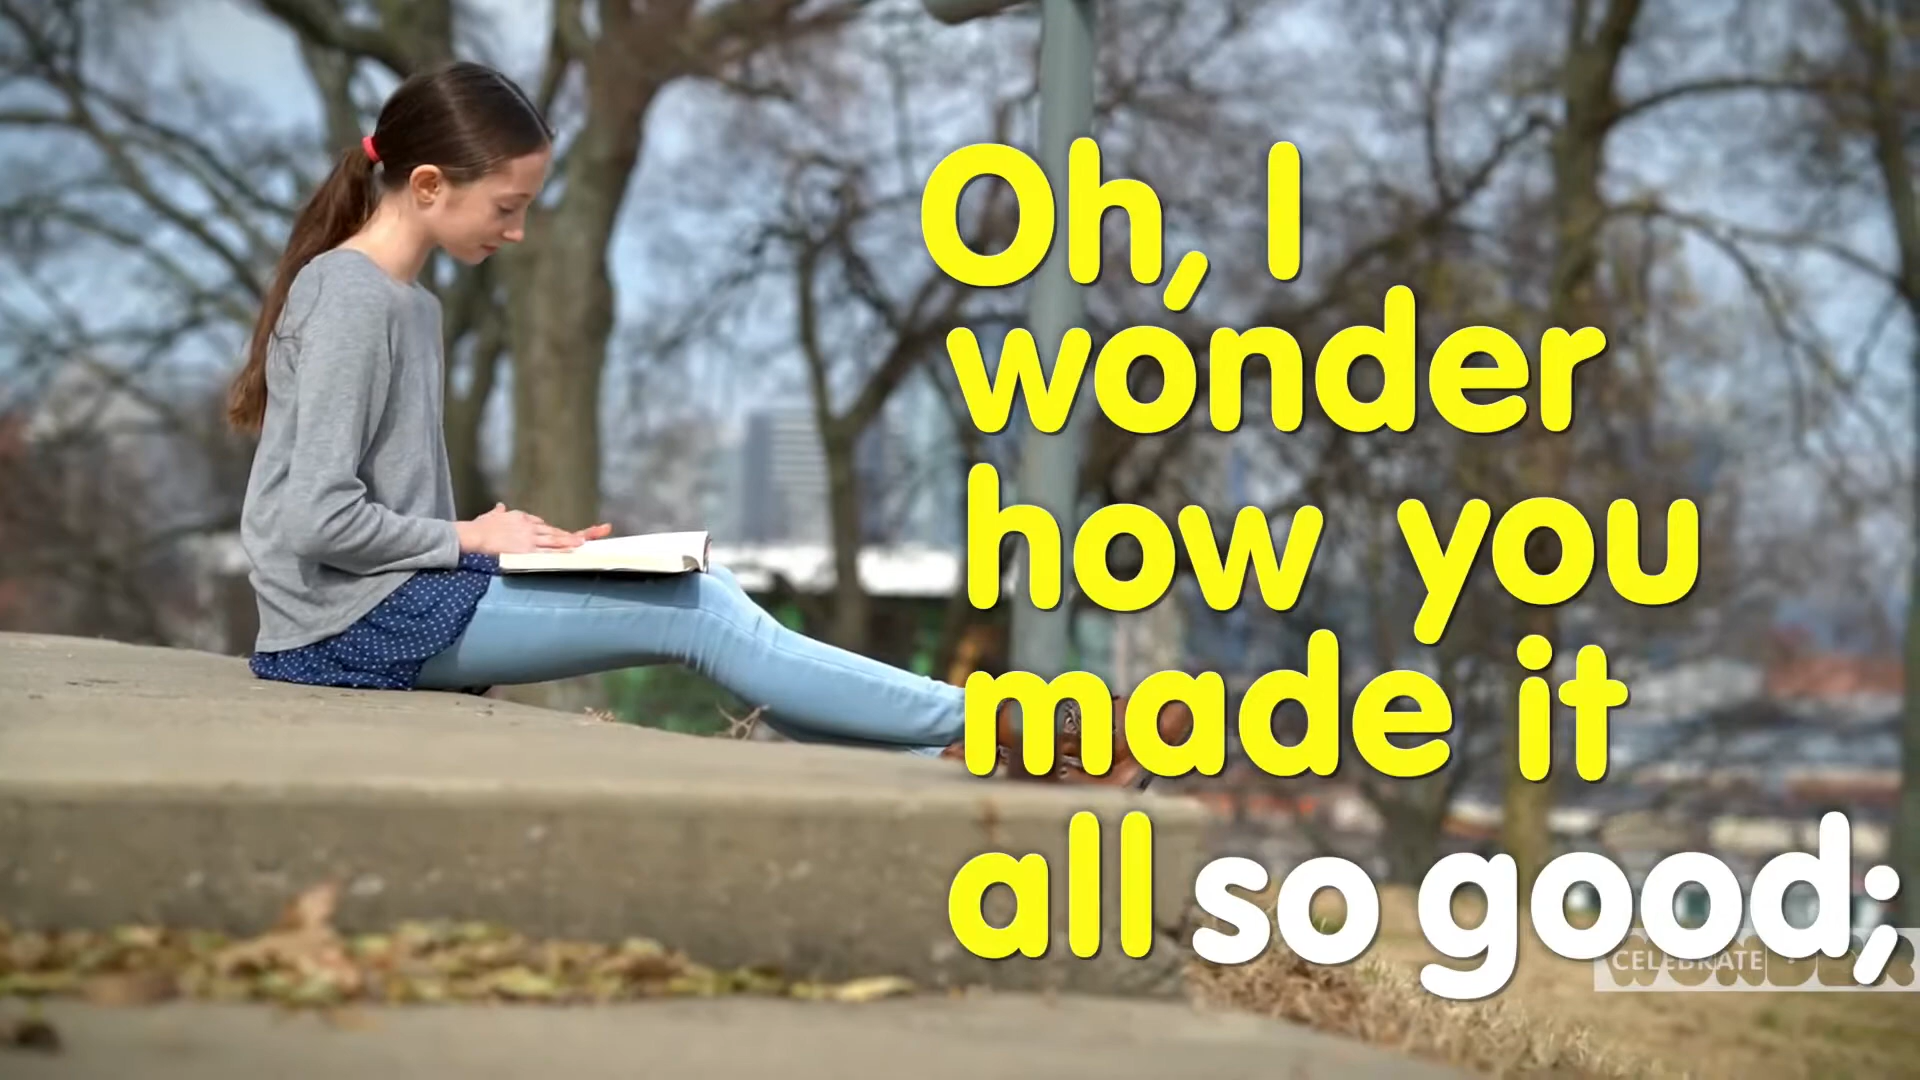 Oh, I
wonder
how you
made it
all so good;
CELEBRATE
WONDER